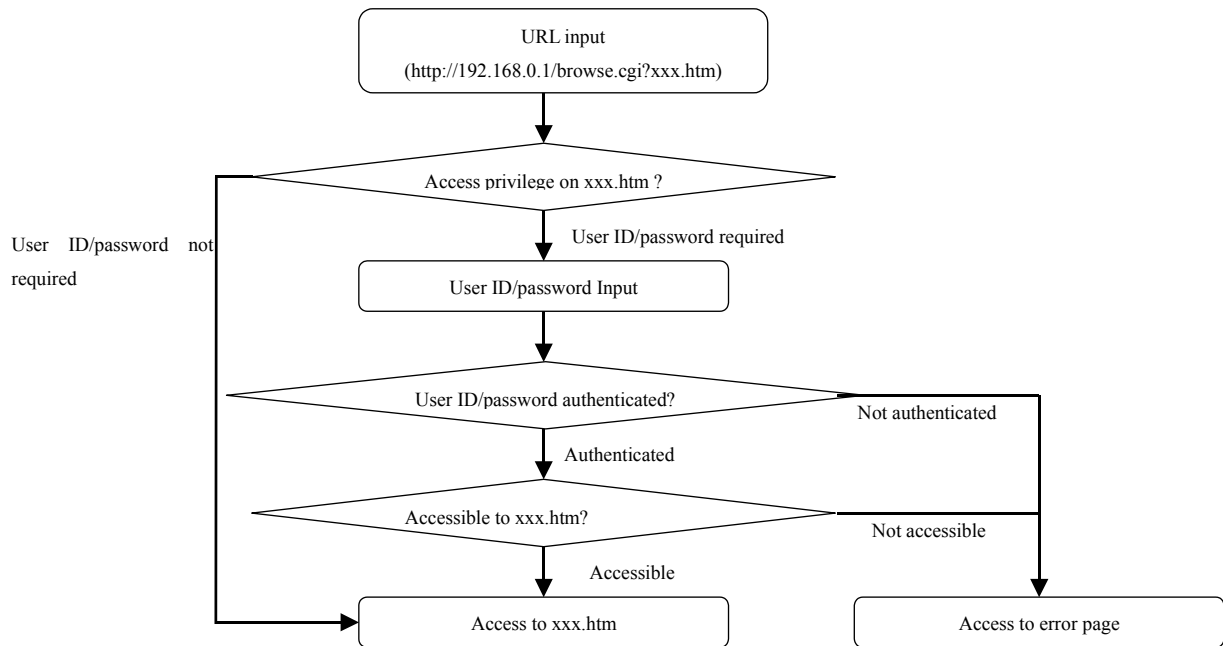 URL input
(http://192.168.0.1/browse.cgi?xxx.htm)
Access privilege on xxx.htm ?
User ID/password not
required
User ID/password required
User ID/password Input
User ID/password authenticated?
Not authenticated
Authenticated
Accessible to xxx.htm?
Not accessible
Accessible
Access to xxx.htm
Access to error page